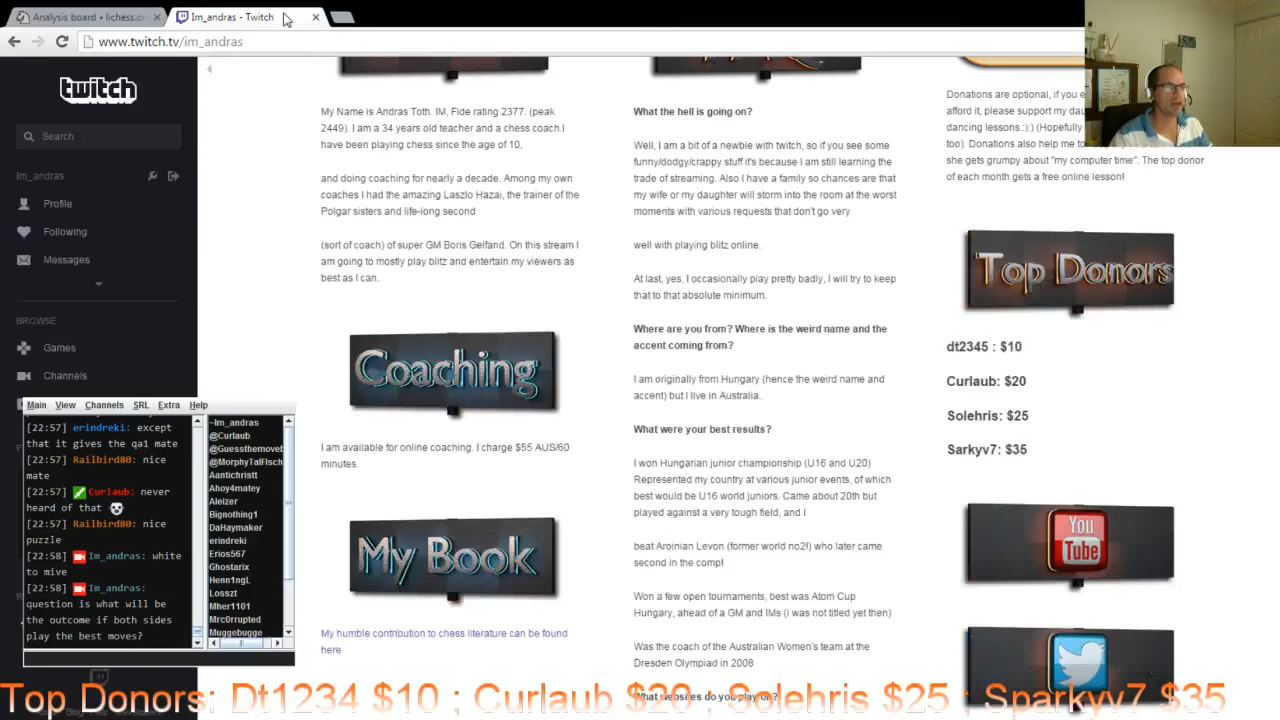 Analysis board • lichess.o
Im_andras - Twitch
www.twitch.tv/im_andras
twitch
Search
Im_andras
Profile
Following
Messages
BROWSE
Games
Channels
My Name is Andras Toth. IM, Fide rating 2377. (peak
2449). I am a 34 years old teacher and a chess coach.I
have been playing chess since the age of 10,
and doing coaching for nearly a decade. Among my own
coaches I had the amazing Laszlo Hazai, the trainer of the
Polgar sisters and life-long second
(sort of coach) of super GM Boris Gelfand. On this stream I
am going to mostly play blitz and entertain my viewers as
best as I can.
Coaching
I am available for online coaching. I charge $55 AUS/60
minutes.
My Book
My humble contribution to chess literature can be found
here
What the hell is going on?
Well, I am a bit of a newbie with twitch, so if you see some
funny/dodgy/crappy stuff it's because I am still learning the
trade of streaming. Also I have a family so chances are that
my wife or my daughter will storm into the room at the worst
moments with various requests that don't go very
well with playing blitz online.
At last, yes, I occasionally play pretty badly, I will try to keep
that to that absolute minimum.
Where are you from? Where is the weird name and the
accent coming from?
I am originally from Hungary (hence the weird name and
accent) but I live in Australia.
What were your best results?
I won Hungarian junior championship (U16 and U20)
Represented my country at various junior events, of which
best would be U16 world juniors. Came about 20th but
played against a very tough field, and I
beat Aroinian Levon (former world no2!) who later came
second in the comp!
Won a few open tournaments, best was Atom Cup
Hungary, ahead of a GM and IMs (i was not titled yet then)
Was the coach of the Australian Women's team at the
Dresden Olympiad in 2008
What websites do you play on?
Donations are optional, if you e
afford it, please support my dau
dancing lessons.:):) (Hopefully
too). Donations also help me to
she gets grumpy about "my computer time". The top donor
of each month gets a free online lesson!
Top Donors
dt2345 : $10
Curlaub: $20
Solehris: $25
Sarkyv7: $35
You
Tube
Main View Channels SRL Extra Help
[22:57] erindreki: except
that it gives the qa1 mate
[22:57] Railbird80: nice
mate
[22:57] Curlaub: never
heard of that
[22:57] Railbird80: nice
puzzle
[22:58] Im_andras: white
to mive
[22:58] Im_andras:
question is what will be
the outcome if both sides
play the best moves?
~Im_andras
@Curlaub
@Guessthemovet
@MorphyTalFisch
Aantichristt
Ahoy4matey
Aleizer
Bignothing1
DaHaymaker
erindreki
Erios567
Ghostarix
Henn1ngL
Losszt
Mher1101
Mrc0rrupted
Muggebugge
Top Donors: Dt1234 $10 ; Curlaub $20 ; Solehris $25 ; Sparkyv7 $35